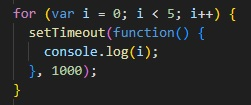 for (var i = 0; i < 5; i++) {
  setTimeout(function() {
    console.log(i);
  }, 1000);
}